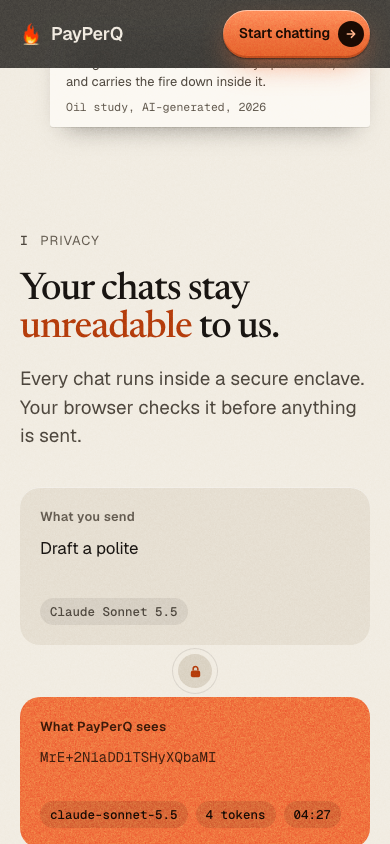 PayPerQ
Start chatting
and carries the fire down inside it.
Oil study, AI-generated, 2026
I PRIVACY
Your chats stay
unreadable to us.
Every chat runs inside a secure enclave.
Your browser checks it before anything
is sent.
What you send
Draft a polite
Claude Sonnet 5.5
What PayPerQ sees
MrE+2N1aDD1TSHyXQbaMI
claude-sonnet-5.5 4 tokens 04:27